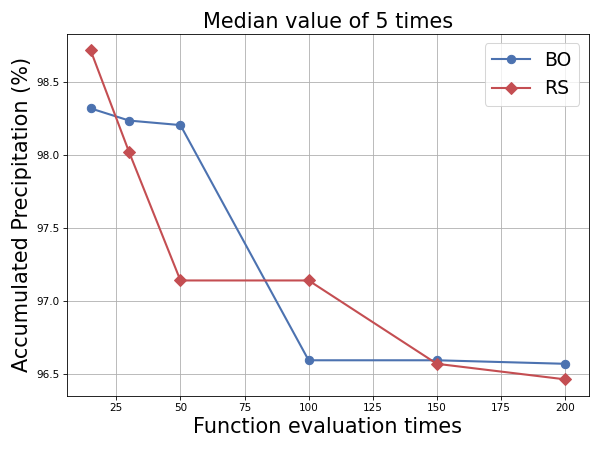 Median value of 5 times
BO
RS
Accumulated Precipitation (%)
98.5
98.0
97.5
97.0
96.5
25 50 75 100 125 150 175 200
Function evaluation times